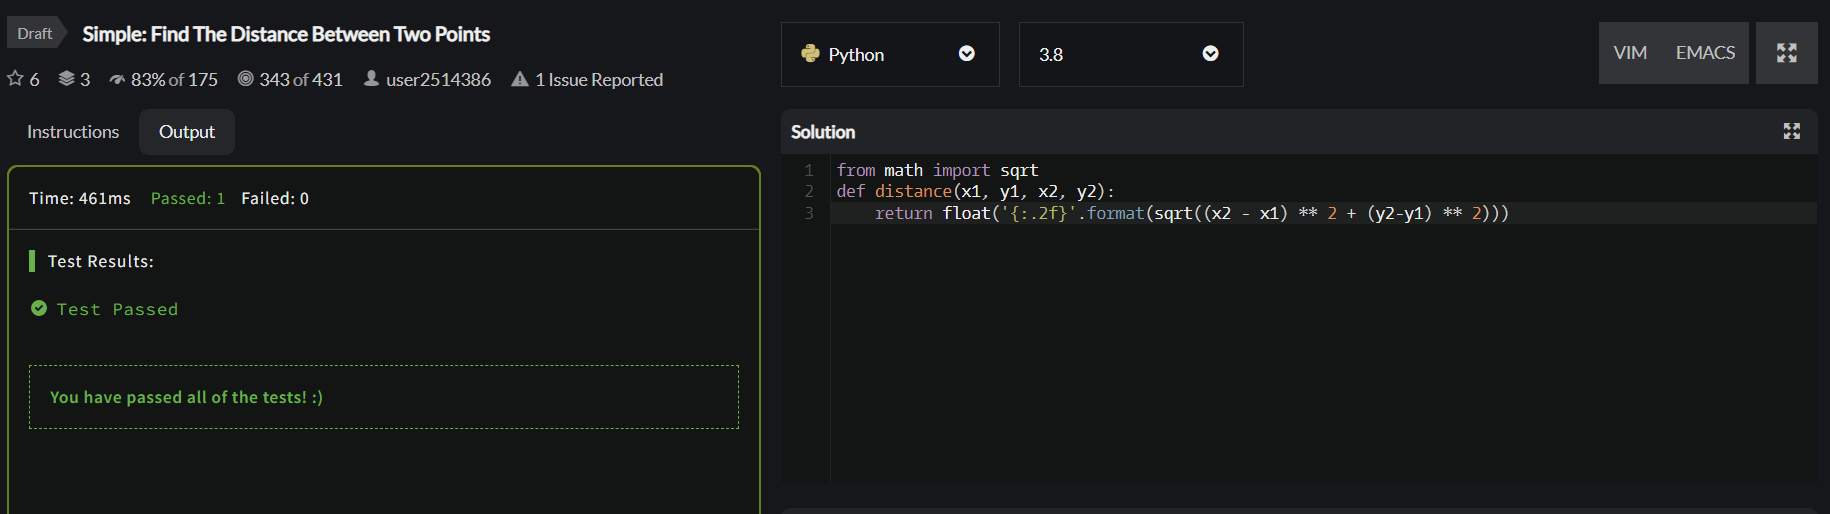 Draft Simple: Find The Distance Between Two Points
6 3 83% of 175 343 of 431 user2514386 1 Issue Reported
Instructions Output
Time: 461ms Passed: 1 Failed: 0
Test Results:
Test Passed
You have passed all of the tests! :)
Python 3.8 VIM EMACS
Solution
1 from math import sqrt
2 def distance(x1, y1, x2, y2):
3     return float('{:.2f}'.format(sqrt((x2 - x1) ** 2 + (y2-y1) ** 2)))